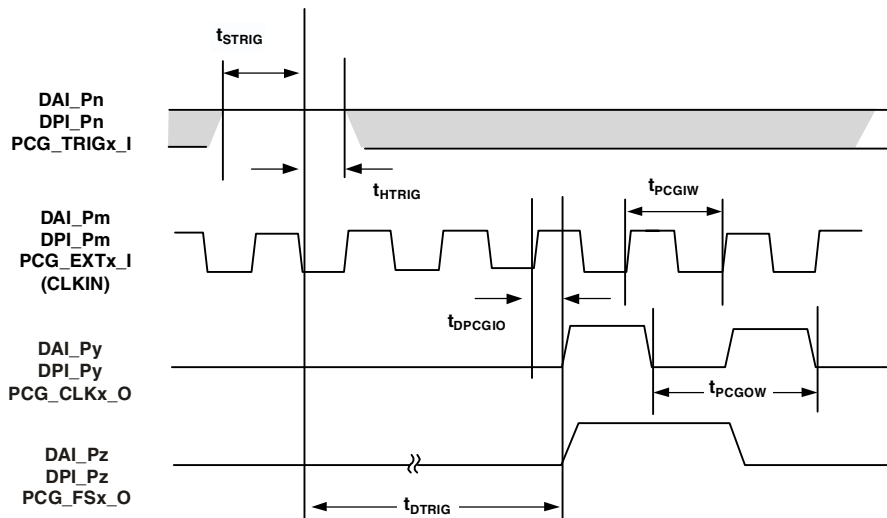 tSTRIG
DAI_Pn
DPI_Pn
PCG_TRIGx_I
tHTRIG
tPCGIW
DAI_Pm
DPI_Pm
PCG_EXTx_I
(CLKIN)
tDPCGIO
DAI_Py
DPI_Py
PCG_CLKx_O
tPCGOW
DAI_Pz
DPI_Pz
PCG_FSx_O
tDTRIG